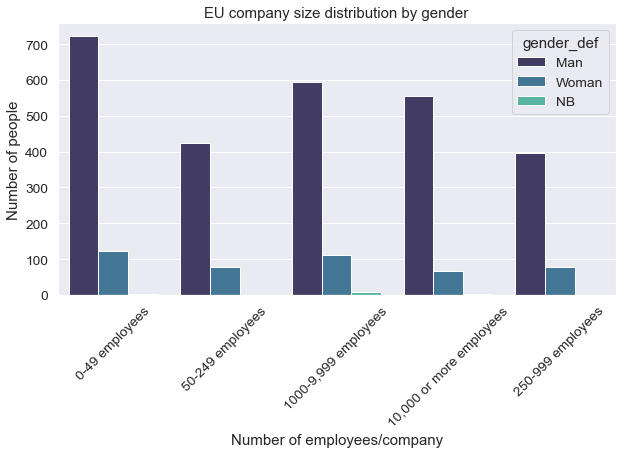 EU company size distribution by gender
gender_def
Man
Woman
NB
Number of people
700
600
500
400
300
200
100
0
0-49 employees
50-249 employees
1000-9,999 employees
10,000 or more employees
250-999 employees
Number of employees/company